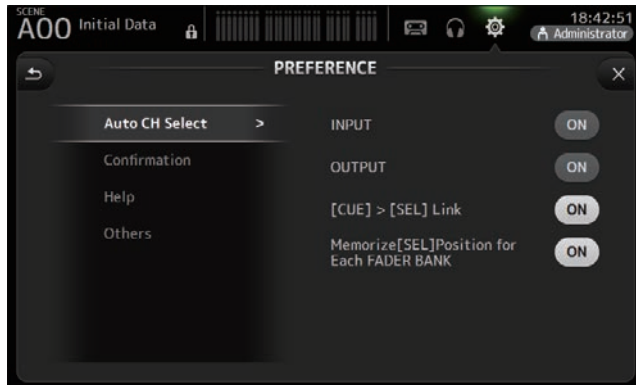 SCENE
A00 Initial Data
18:42:51
Administrator
PREFERENCE
Auto CH Select >
INPUT
ON
Confirmation
OUTPUT
ON
Help
[CUE] > [SEL] Link
ON
Others
Memorize[SEL]Position for
Each FADER BANK
ON